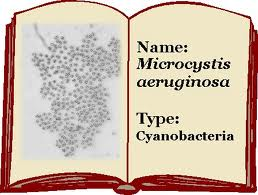 Name:
Microcystis
aeruginosa
Type:
Cyanobacteria